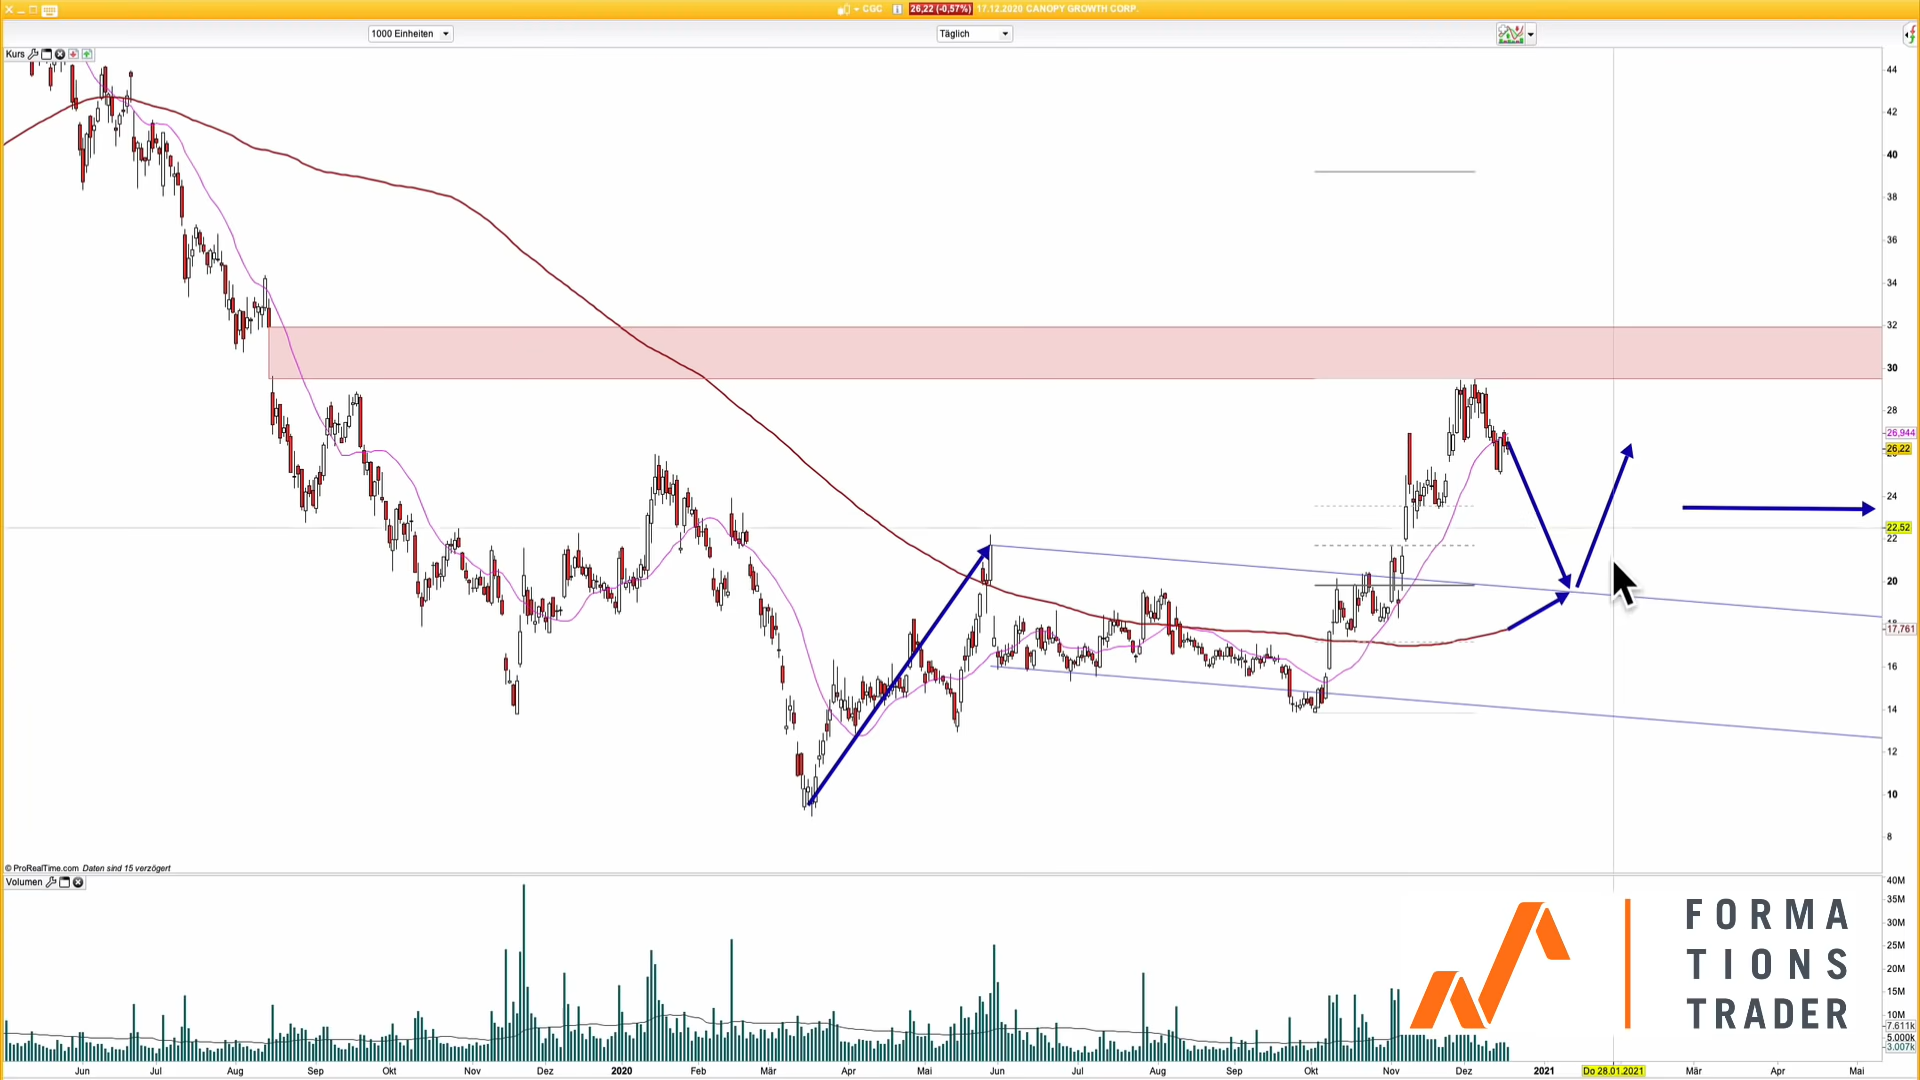 CGC 26,22 (-0,57%) 17.12.2020 CANOPY GROWTH CORP.
1000 Einheiten
Täglich
Kurs
44
42
40
38
36
34
32
30
28
26,944
26,22
24
22,52
22
20
17,761
16
14
12
10
8
© ProRealTime.com Daten sind 15 verzögert
Volumen
40M
35M
30M
25M
20M
15M
10M
7.611k
5.000k
3.007k
FORMA
TIONS
TRADER
Jun Jul Aug Sep Okt Nov Dez 2020 Feb Mär Apr Mai Jun Jul Aug Sep Okt Nov Dez 2021 Do 28.01.2021 Mär Apr Mai